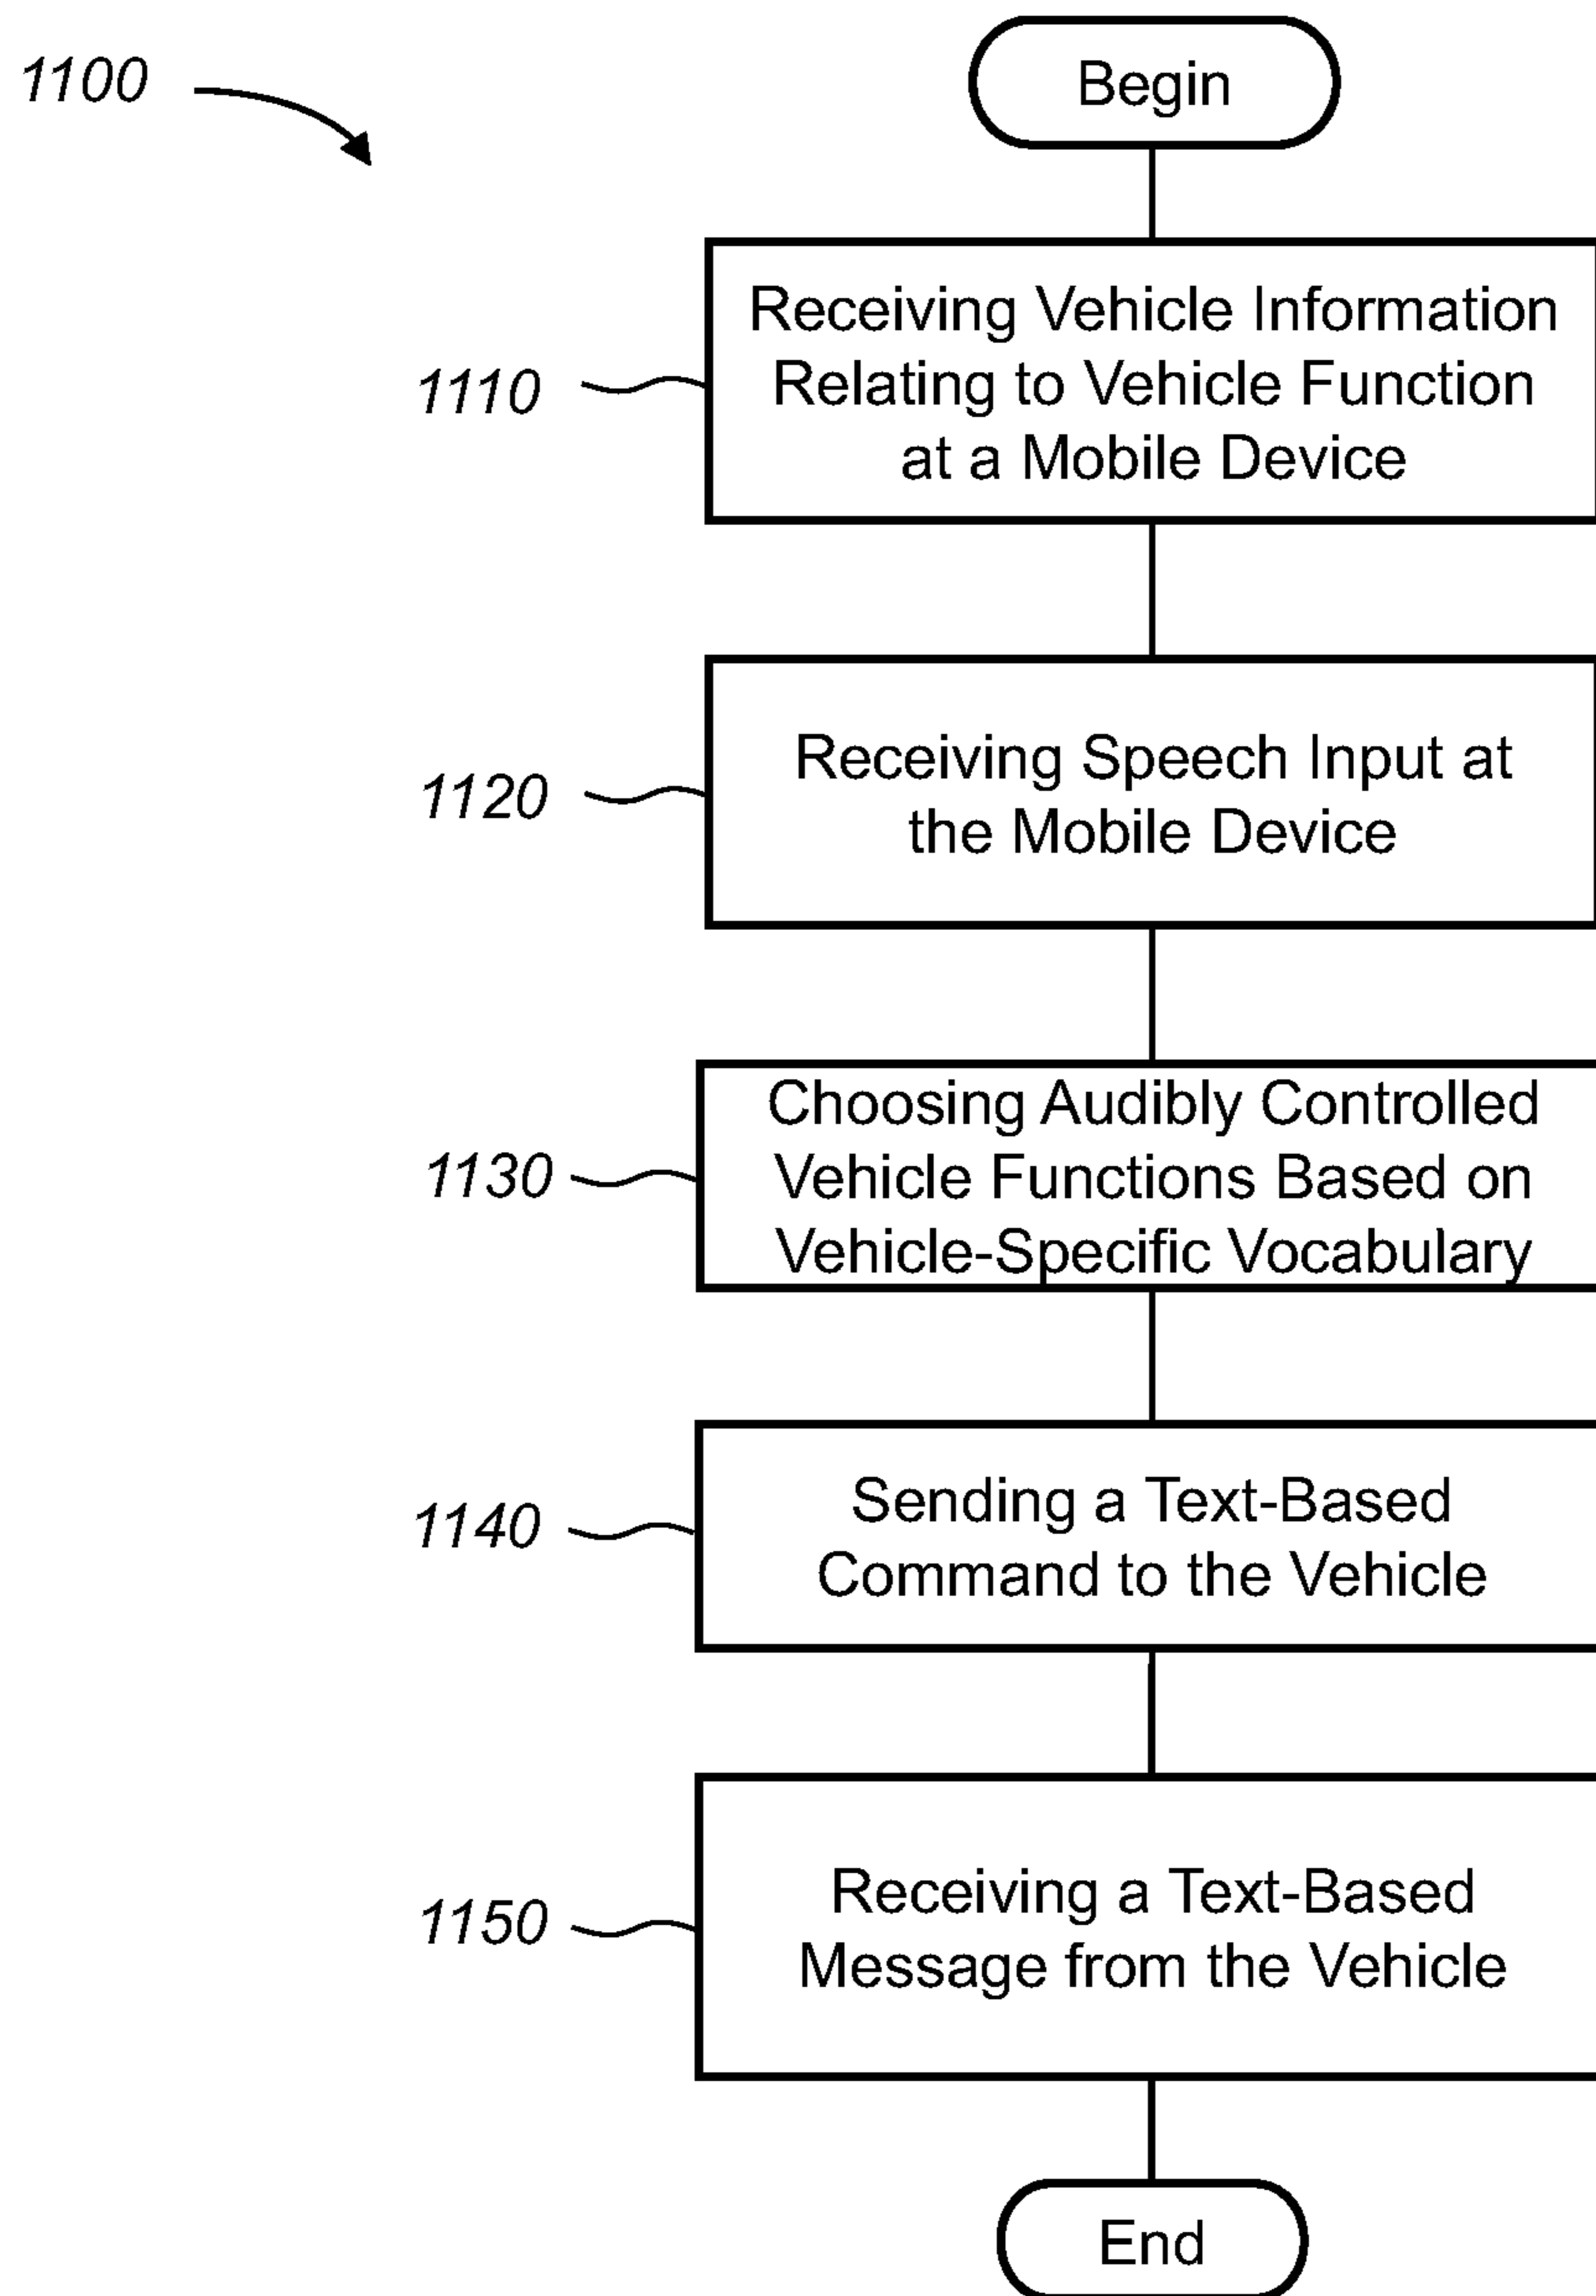 1100
Begin
1110
Receiving Vehicle Information
Relating to Vehicle Function
at a Mobile Device
1120
Receiving Speech Input at
the Mobile Device
1130
Choosing Audibly Controlled
Vehicle Functions Based on
Vehicle-Specific Vocabulary
1140
Sending a Text-Based
Command to the Vehicle
1150
Receiving a Text-Based
Message from the Vehicle
End